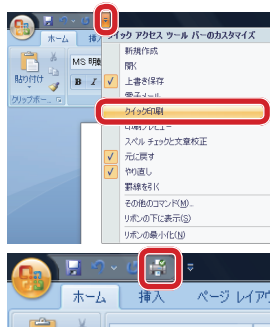 クイック アクセス ツール バーのカスタマイズ
ホーム
挿
新規作成
開く
MS 明朝
上書き保存
貼り付け
B I
電子メール
クリップボー...
クイック印刷
印刷プレビュー
スペル チェックと文章校正
元に戻す
やり直し
罫線を引く
その他のコマンド(M)...
リボンの下に表示(S)
リボンの最小化(N)
ホーム
挿入
ページ レイアウ